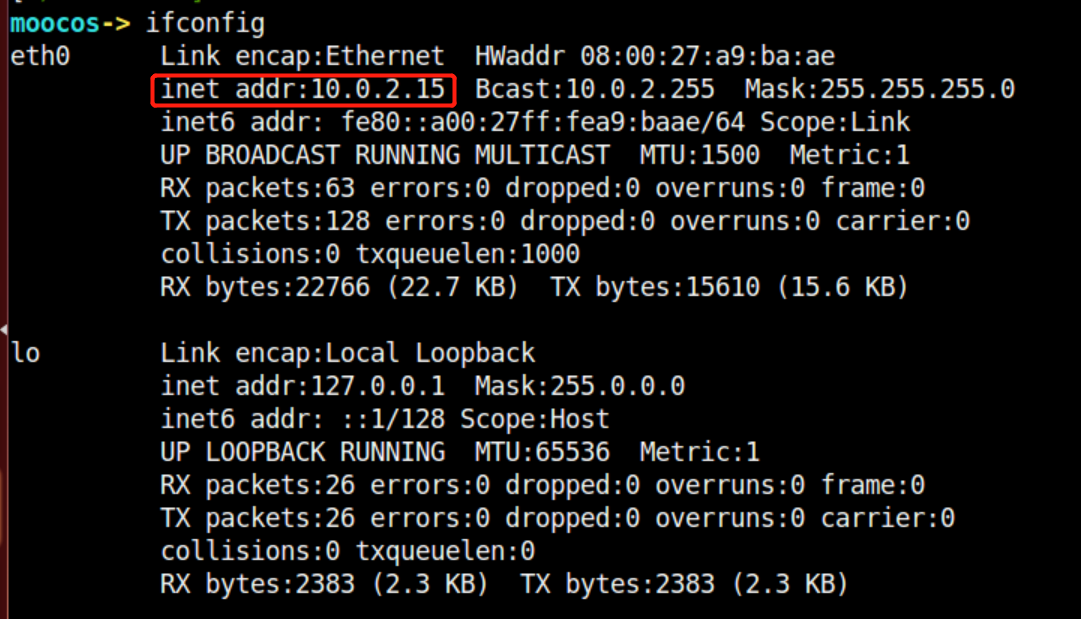 moocos-> ifconfig
eth0      Link encap:Ethernet  HWaddr 08:00:27:a9:ba:ae
          inet addr:10.0.2.15  Bcast:10.0.2.255  Mask:255.255.255.0
          inet6 addr: fe80::a00:27ff:fea9:baae/64 Scope:Link
          UP BROADCAST RUNNING MULTICAST  MTU:1500  Metric:1
          RX packets:63 errors:0 dropped:0 overruns:0 frame:0
          TX packets:128 errors:0 dropped:0 overruns:0 carrier:0
          collisions:0 txqueuelen:1000
          RX bytes:22766 (22.7 KB)  TX bytes:15610 (15.6 KB)

lo        Link encap:Local Loopback
          inet addr:127.0.0.1  Mask:255.0.0.0
          inet6 addr: ::1/128 Scope:Host
          UP LOOPBACK RUNNING  MTU:65536  Metric:1
          RX packets:26 errors:0 dropped:0 overruns:0 frame:0
          TX packets:26 errors:0 dropped:0 overruns:0 carrier:0
          collisions:0 txqueuelen:0
          RX bytes:2383 (2.3 KB)  TX bytes:2383 (2.3 KB)